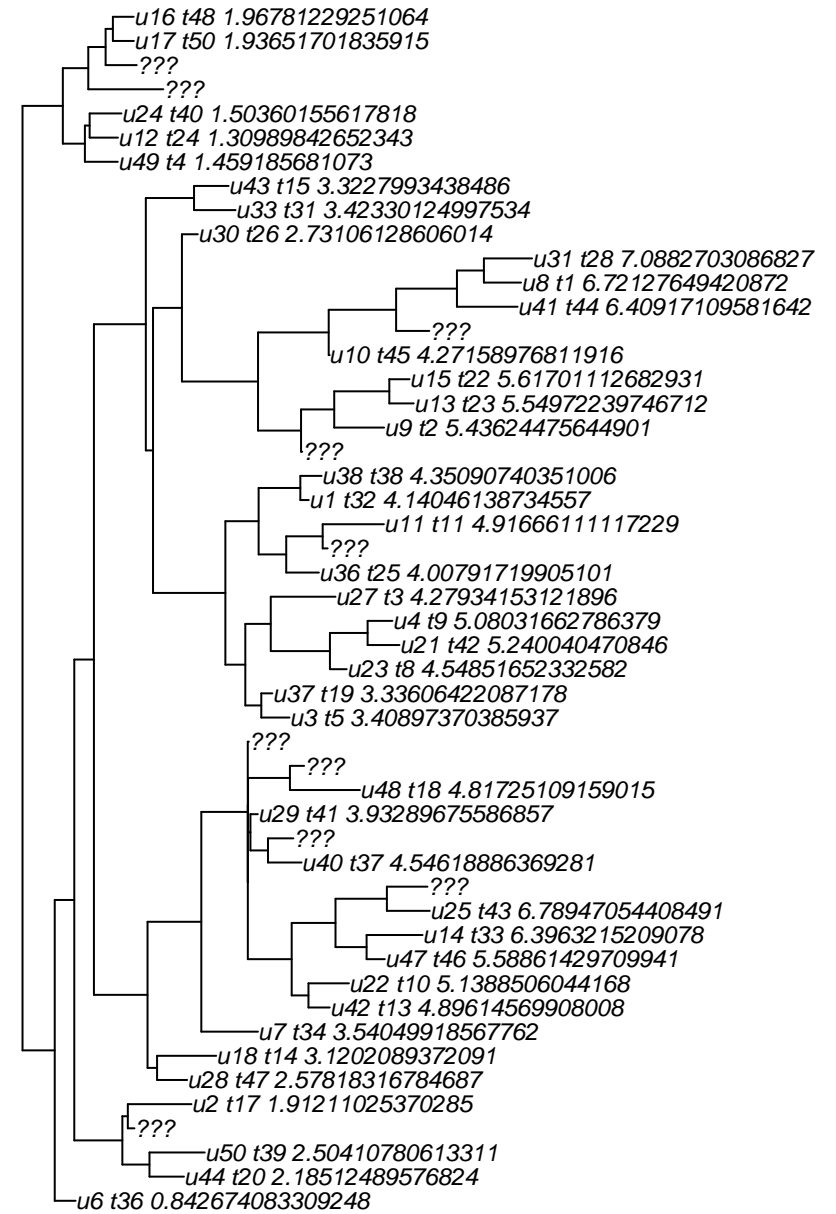 u16 t48 1.96781229251064
u17 t50 1.93651701835915
???
???
u24 t40 1.50360155617818
u12 t24 1.30989842652343
u49 t4 1.459185681073
u43 t15 3.3227993438486
u33 t31 3.42330124997534
u30 t26 2.73106128606014
u31 t28 7.0882703086827
u8 t1 6.72127649420872
u41 t44 6.40917109581642
???
u10 t45 4.27158976811916
u15 t22 5.61701112682931
u13 t23 5.54972239746712
u9 t2 5.43624475644901
???
u38 t38 4.35090740351006
u1 t32 4.14046138734557
u11 t11 4.91666111117229
???
u36 t25 4.00791719905101
u27 t3 4.27934153121896
u4 t9 5.08031662786379
u21 t42 5.240040470846
u23 t8 4.54851652332582
u37 t19 3.33606422087178
u3 t5 3.40897370385937
???
???
u48 t18 4.81725109159015
u29 t41 3.93289675586857
???
u40 t37 4.54618886369281
???
u25 t43 6.78947054408491
u14 t33 6.3963215209078
u47 t46 5.58861429709941
u22 t10 5.1388506044168
u42 t13 4.89614569908008
u7 t34 3.54049918567762
u18 t14 3.1202089372091
u28 t47 2.57818316784687
u2 t17 1.91211025370285
???
u50 t39 2.50410780613311
u44 t20 2.18512489576824
u6 t36 0.842674083309248